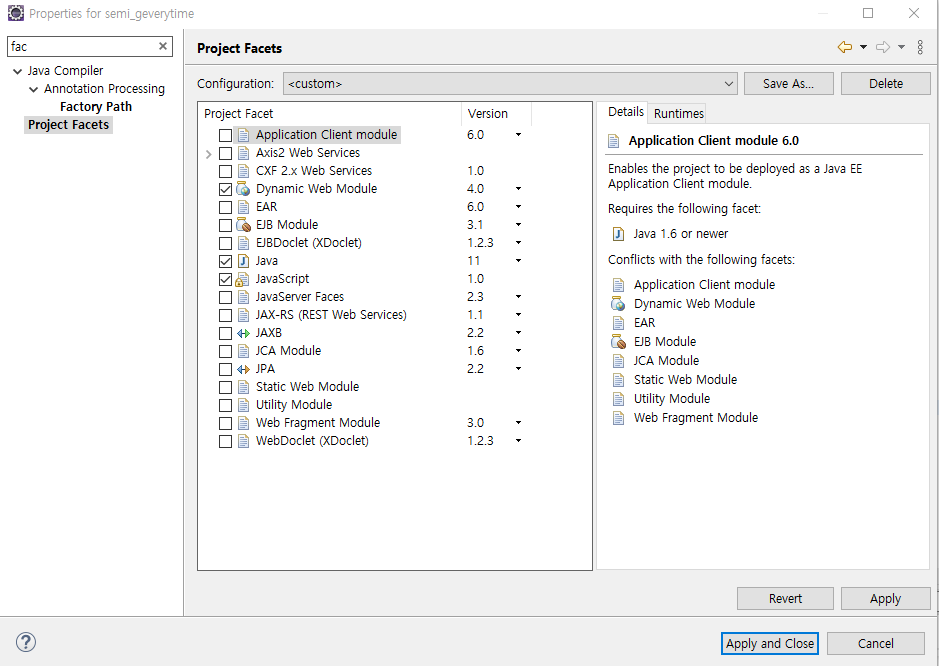 Properties for semi_geverytime
fac
Java Compiler
Annotation Processing
Factory Path
Project Facets
Project Facets
Configuration: <custom> Save As... Delete
Project Facet Version
Application Client module 6.0
Axis2 Web Services
CXF 2.x Web Services 1.0
Dynamic Web Module 4.0
EAR 6.0
EJB Module 3.1
EJBDoclet (XDoclet) 1.2.3
Java 11
JavaScript 1.0
JavaServer Faces 2.3
JAX-RS (REST Web Services) 1.1
JAXB 2.2
JCA Module 1.6
JPA 2.2
Static Web Module
Utility Module
Web Fragment Module 3.0
WebDoclet (XDoclet) 1.2.3
Details Runtimes
Application Client module 6.0
Enables the project to be deployed as a Java EE
Application Client module.
Requires the following facet:
Java 1.6 or newer
Conflicts with the following facets:
Application Client module
Dynamic Web Module
EAR
EJB Module
JCA Module
Static Web Module
Utility Module
Web Fragment Module
Revert Apply
Apply and Close Cancel